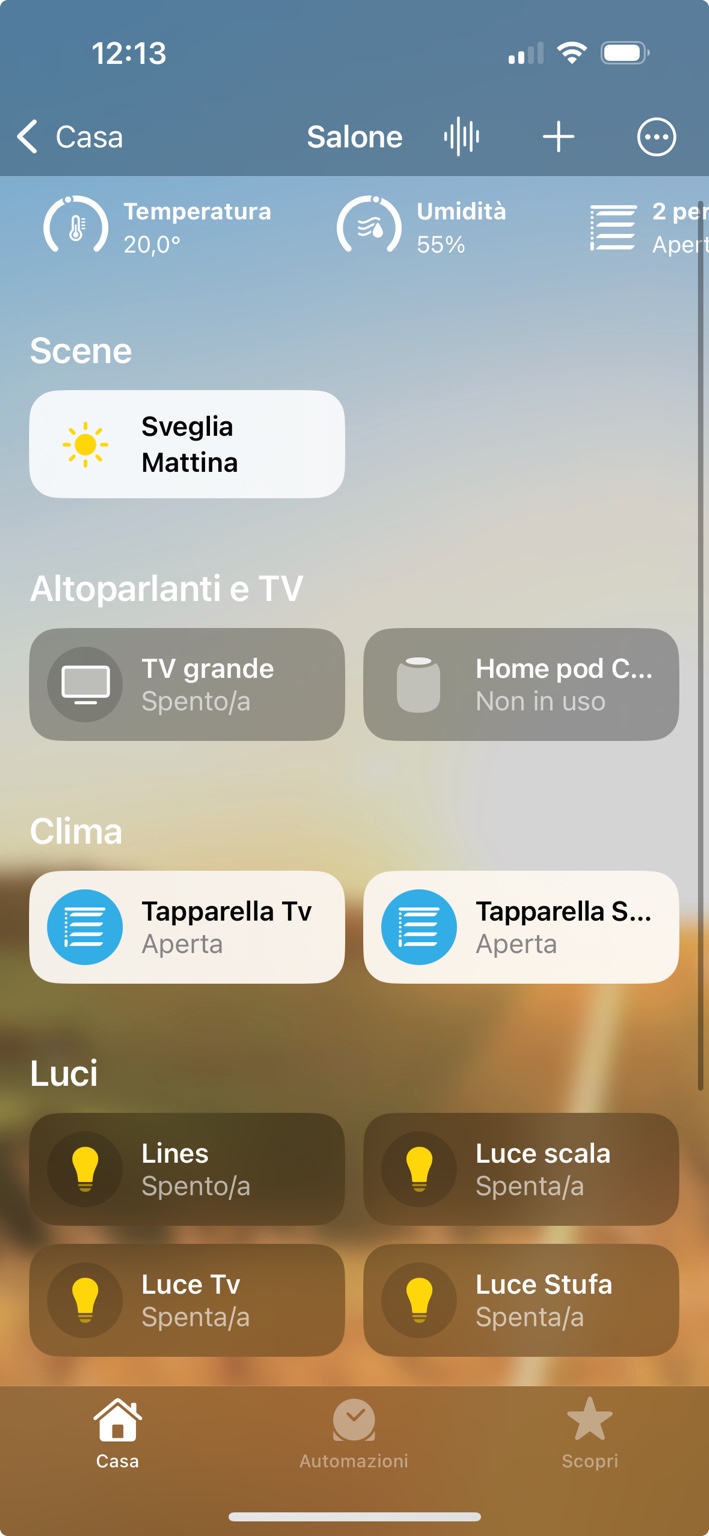 12:13
Casa
Salone
Temperatura
20,0°
Umidità
55%
2 per
Apert
Scene
Sveglia
Mattina
Altoparlanti e TV
TV grande
Spento/a
Home pod C...
Non in uso
Clima
Tapparella Tv
Aperta
Tapparella S...
Aperta
Luci
Lines
Spento/a
Luce scala
Spenta/a
Luce Tv
Spenta/a
Luce Stufa
Spenta/a
Casa
Automazioni
Scopri